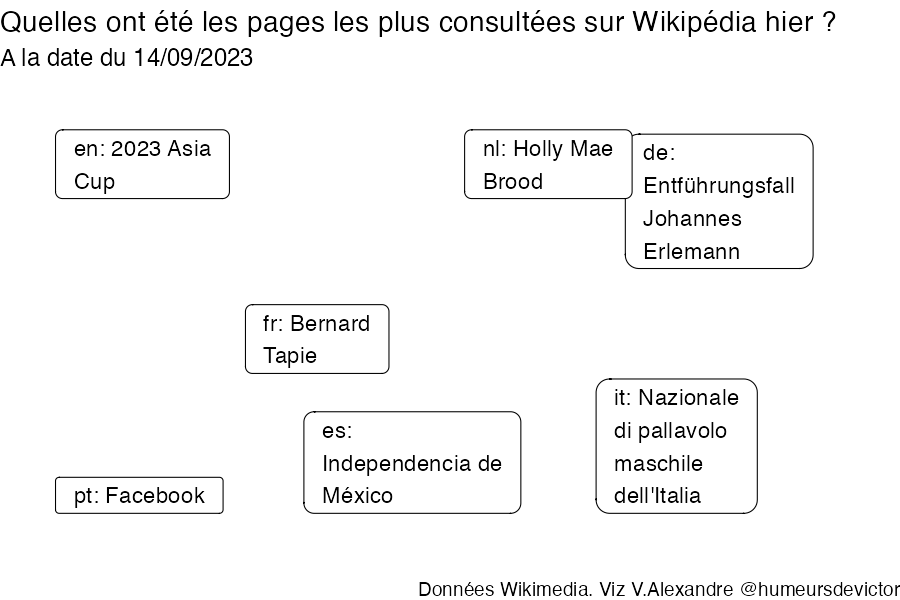 Quelles ont été les pages les plus consultées sur Wikipédia hier ?
A la date du 14/09/2023
en: 2023 Asia
Cup
nl: Holly Mae
Brood
de:
Entführungsfall
Johannes
Erlemann
fr: Bernard
Tapie
es:
Independencia de
México
it: Nazionale
di pallavolo
maschile
dell'Italia
pt: Facebook
Données Wikimedia. Viz V.Alexandre @humeursdevictor